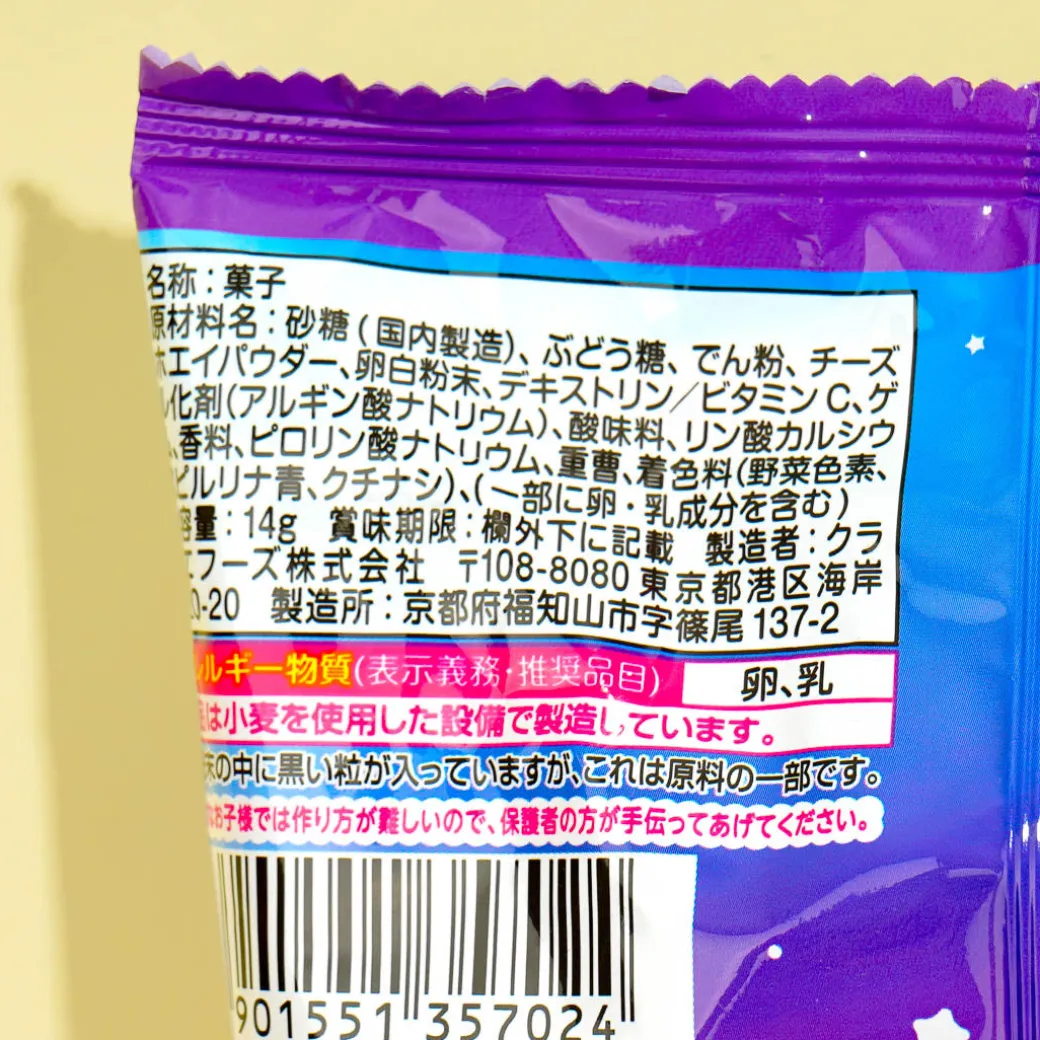 名称：菓子
原材料名：砂糖(国内製造)、ぶどう糖、でん粉、チーズ
ホエイパウダー、卵白粉末、デキストリン／ビタミンC、ゲ
ル化剤(アルギン酸ナトリウム)、酸味料、リン酸カルシウ
、香料、ピロリン酸ナトリウム、重曹、着色料(野菜色素、
ピルリナ青、クチナシ)、(一部に卵・乳成分を含む)
容量：14g 賞味期限：欄外下に記載 製造者：クラ
エフーズ株式会社 〒108-8080 東京都港区海岸
20-20 製造所：京都府福知山市字篠尾137-2
レルギー物質(表示義務・推奨品目) 卵、乳
は小麦を使用した設備で製造しています。
末の中に黒い粒が入っていますが、これは原料の一部です。
なお子様では作り方が難しいので、保護者の方が手伝ってあげてください。
901551 357024